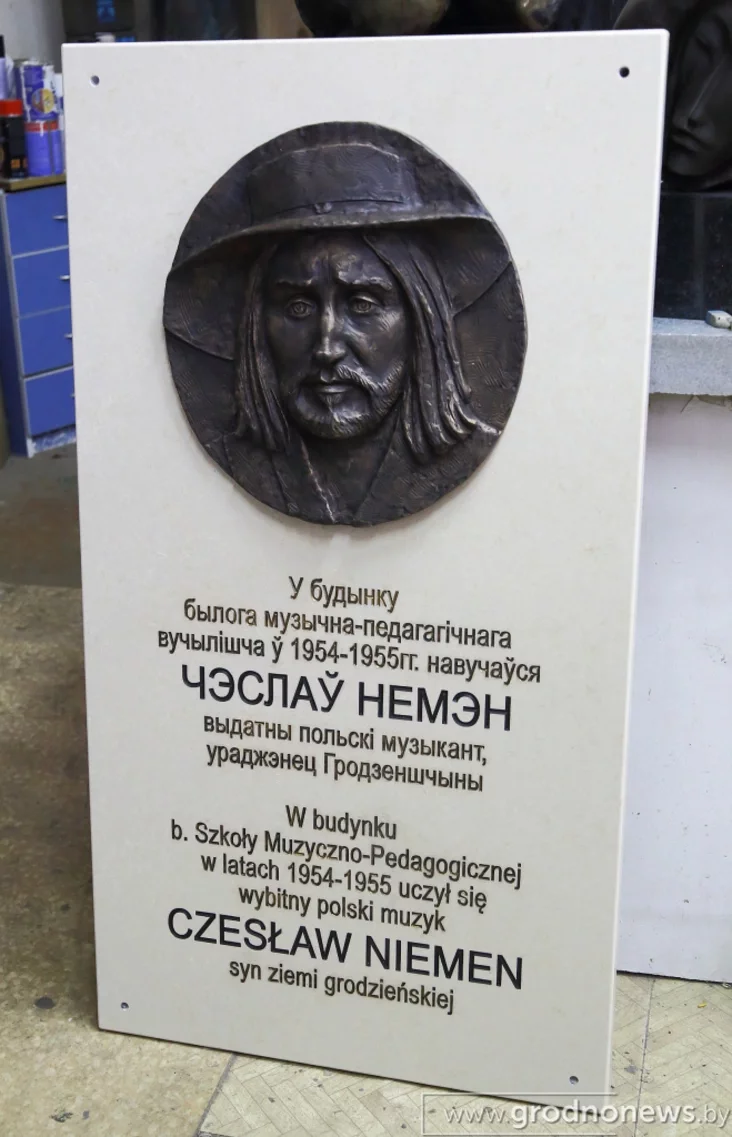 У будынку
былога музычна-педагагічнага
вучылішча ў 1954-1955гг. навучаўся
ЧЭСЛАЎ НЕМЭН
выдатны польскі музыкант,
ураджэнец Гродзеншчыны
W budynku
b. Szkoły Muzyczno-Pedagogicznej
w latach 1954-1955 uczył się
wybitny polski muzyk
CZESŁAW NIEMEN
syn ziemi grodzieńskiej
www.grodnonews.by